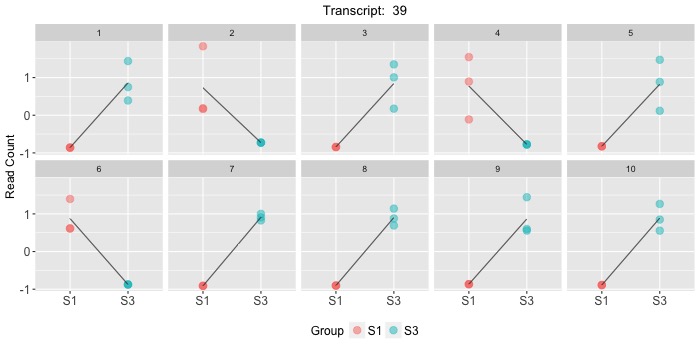 Transcript: 39
1 2 3 4 5
1
0
-1
6 7 8 9 10
1
0
-1
Read Count
S1 S3 S1 S3 S1 S3 S1 S3 S1 S3
Group S1 S3